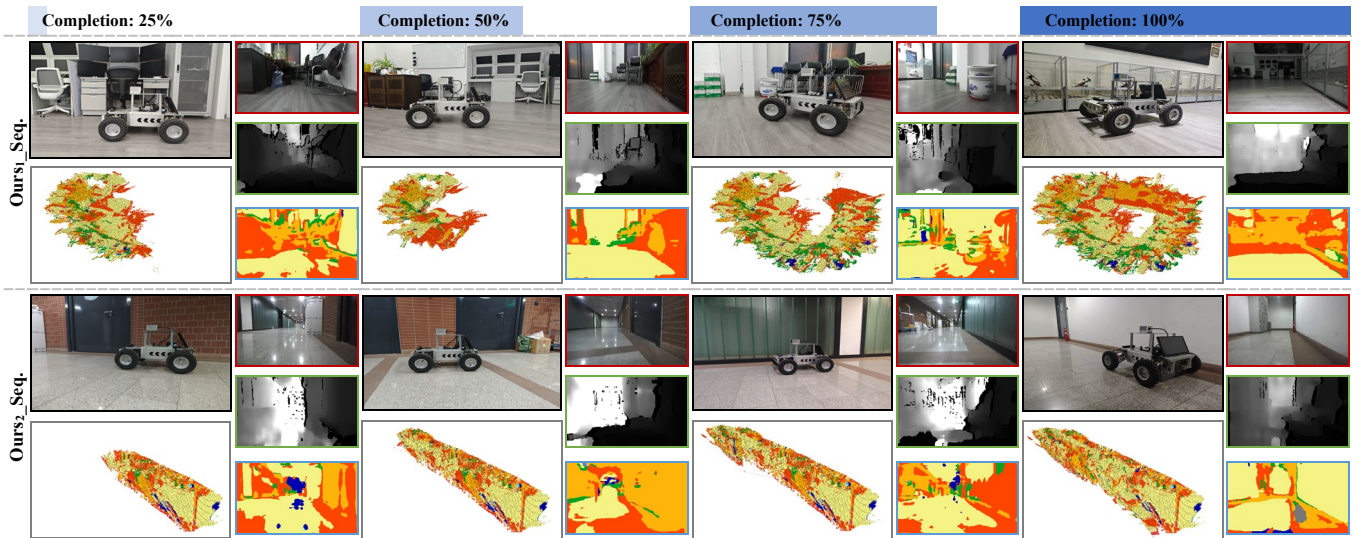 Completion: 25%
Completion: 50%
Completion: 75%
Completion: 100%
Ours₁_Seq.
Ours₂_Seq.